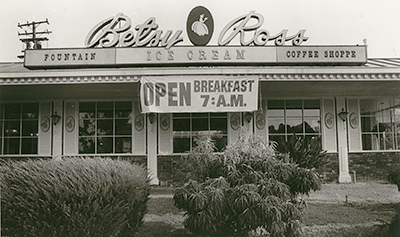 Betsy Ross
FOUNTAIN ICE CREAM COFFEE SHOPPE
OPEN BREAKFAST
7:A.M.